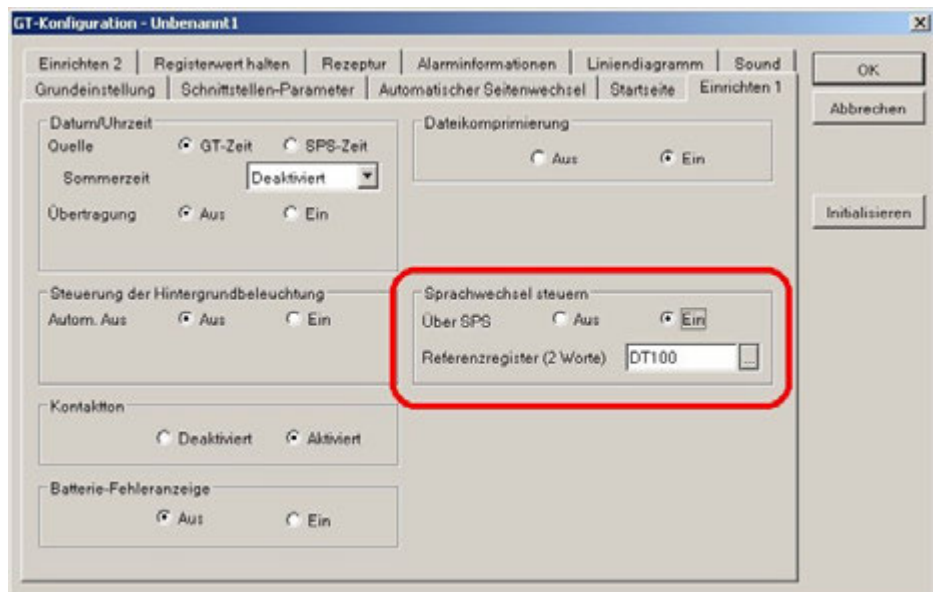 GT-Konfiguration - Unbenannt1
Einrichten 2 Registerwert halten Rezeptur Alarminformationen Liniendiagramm Sound
Grundeinstellung Schnittstellen-Parameter Automatischer Seitenwechsel Startseite Einrichten 1
OK
Abbrechen
Initialisieren
Datum/Uhrzeit
Quelle GT-Zeit SPS-Zeit
Sommerzeit Deaktiviert
Übertragung Aus Ein
Dateikomprimierung
Aus Ein
Steuerung der Hintergrundbeleuchtung
Autom. Aus Aus Ein
Sprachwechsel steuern
Über SPS Aus Ein
Referenzregister (2 Worte) DT100 ...
Kontaktton
Deaktiviert Aktiviert
Batterie-Fehleranzeige
Aus Ein